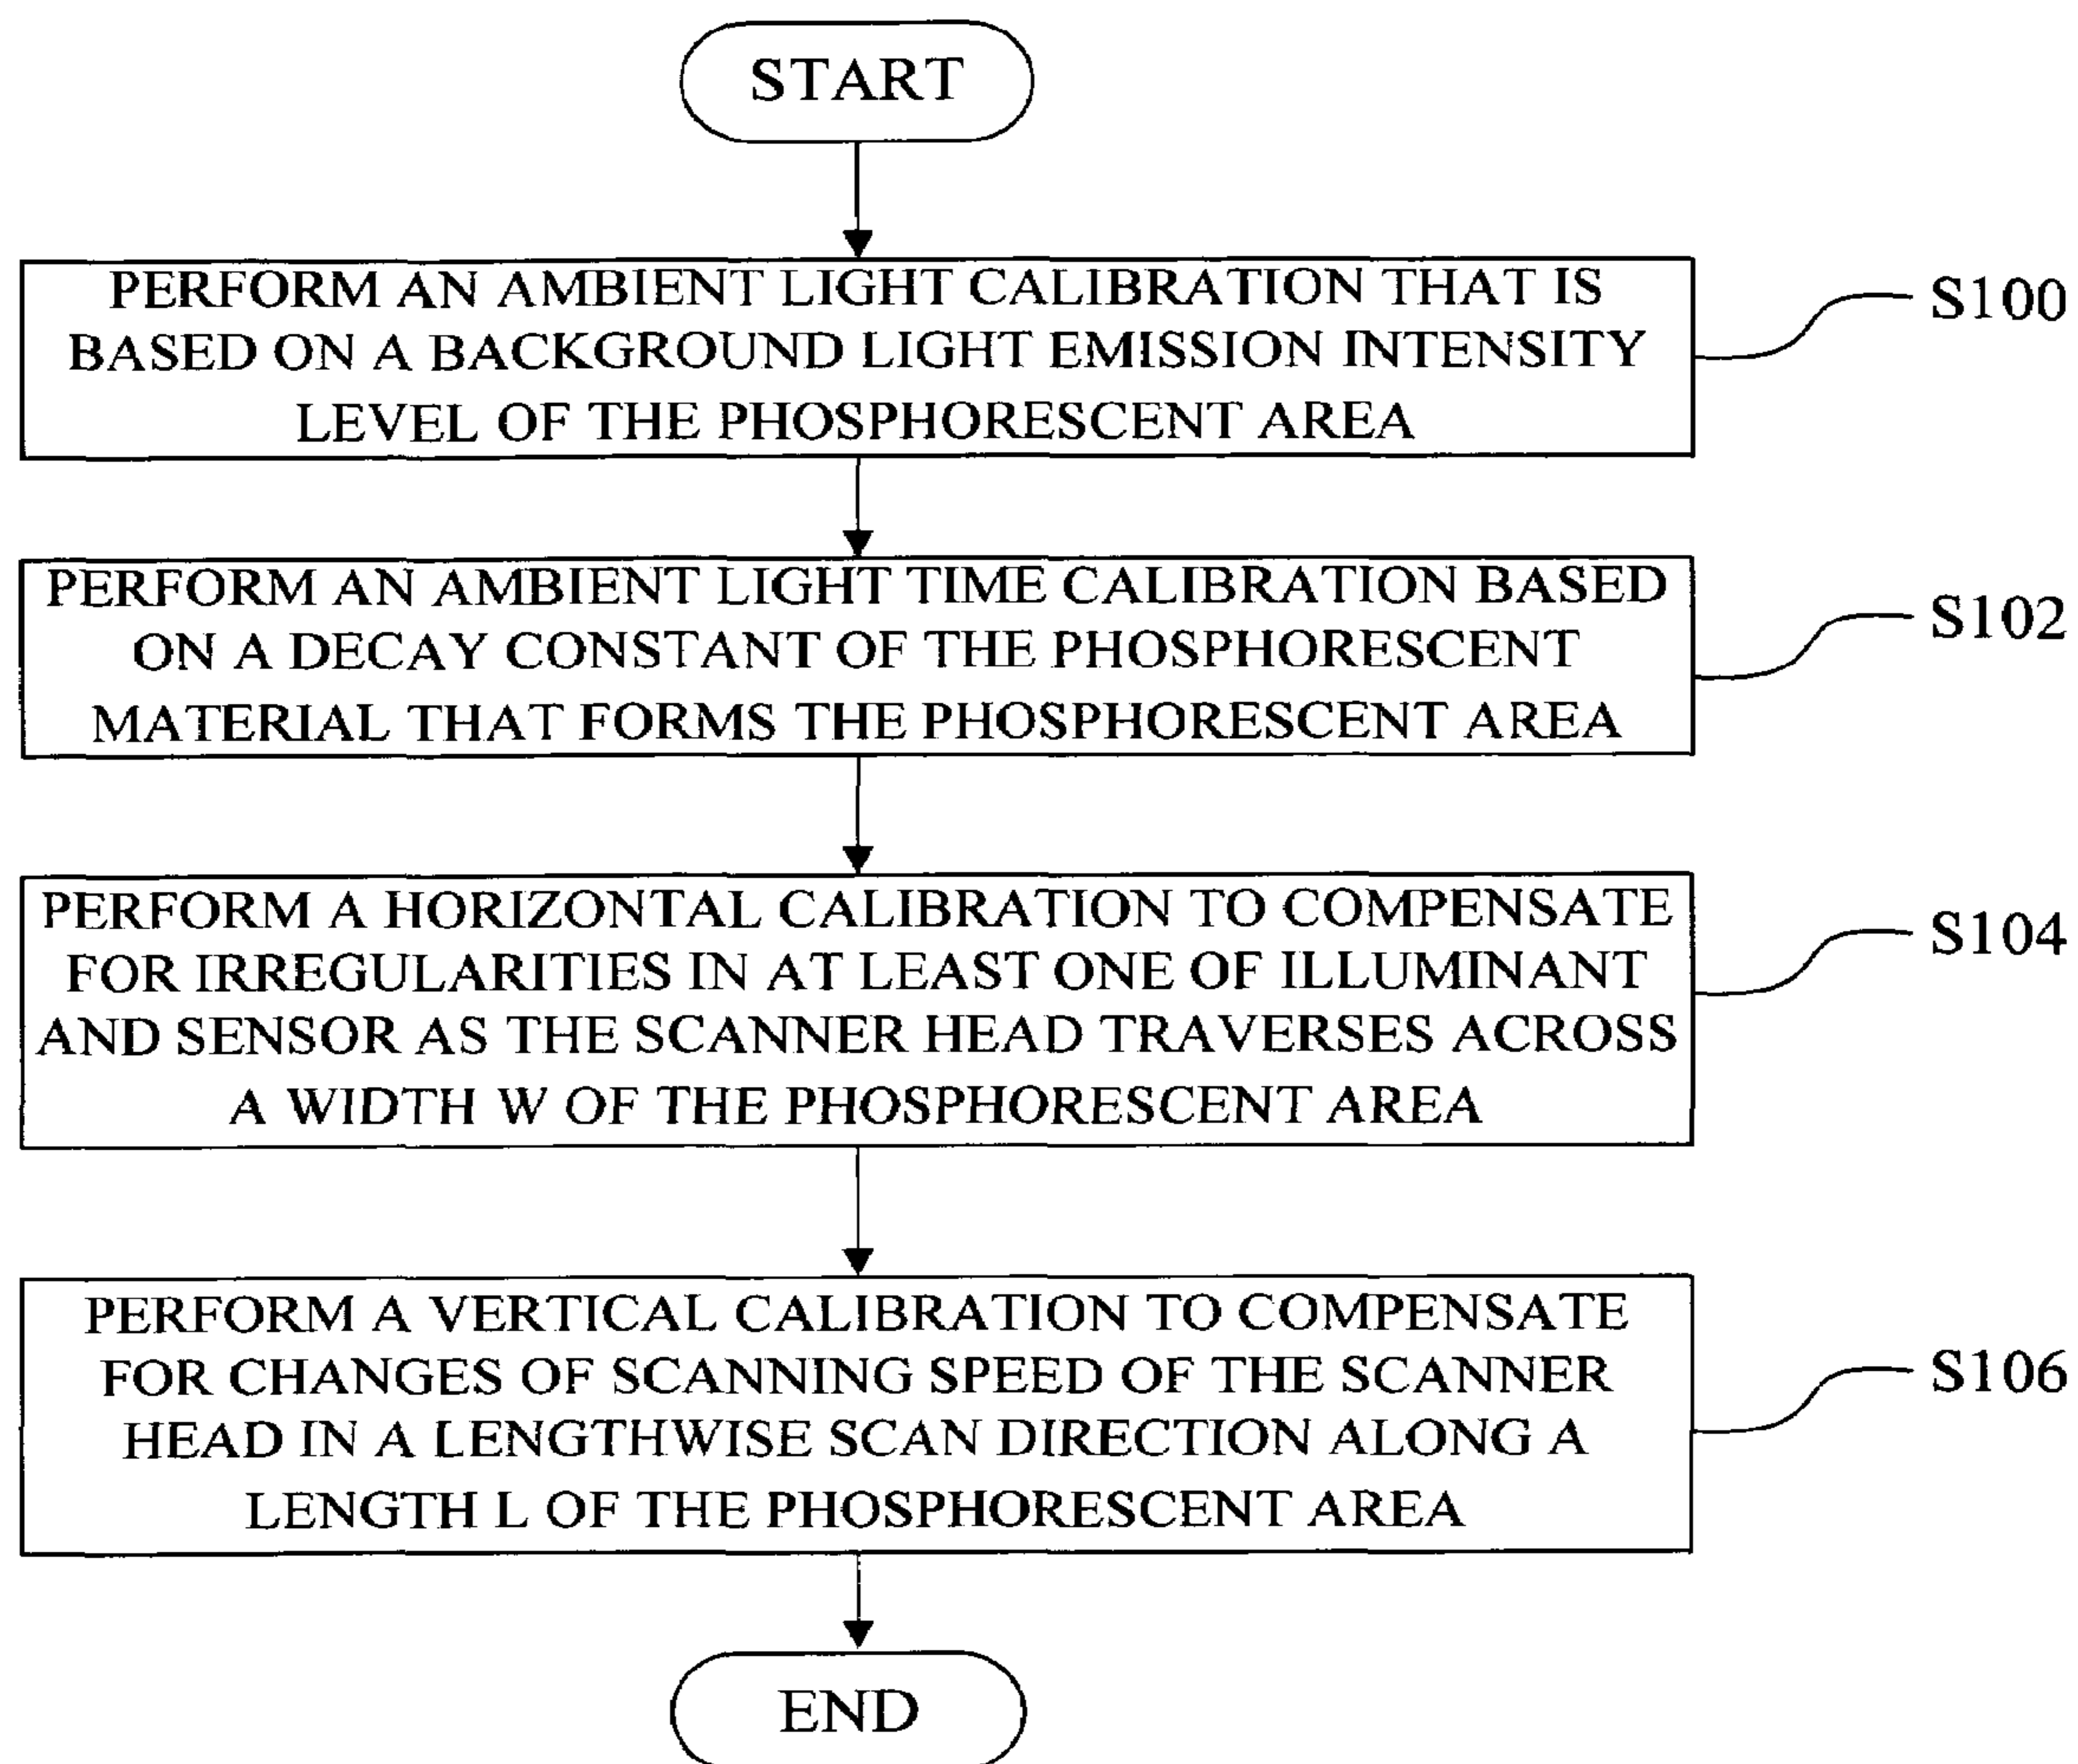 START
PERFORM AN AMBIENT LIGHT CALIBRATION THAT IS
BASED ON A BACKGROUND LIGHT EMISSION INTENSITY
LEVEL OF THE PHOSPHORESCENT AREA
S100
PERFORM AN AMBIENT LIGHT TIME CALIBRATION BASED
ON A DECAY CONSTANT OF THE PHOSPHORESCENT
MATERIAL THAT FORMS THE PHOSPHORESCENT AREA
S102
PERFORM A HORIZONTAL CALIBRATION TO COMPENSATE
FOR IRREGULARITIES IN AT LEAST ONE OF ILLUMINANT
AND SENSOR AS THE SCANNER HEAD TRAVERSES ACROSS
A WIDTH W OF THE PHOSPHORESCENT AREA
S104
PERFORM A VERTICAL CALIBRATION TO COMPENSATE
FOR CHANGES OF SCANNING SPEED OF THE SCANNER
HEAD IN A LENGTHWISE SCAN DIRECTION ALONG A
LENGTH L OF THE PHOSPHORESCENT AREA
S106
END